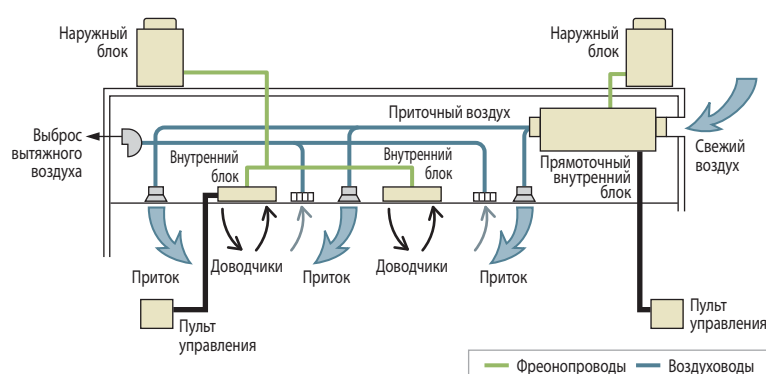 Наружный
блок
Наружный
блок
Приточный воздух
Выброс
вытяжного
воздуха
Внутренний
блок
Внутренний
блок
Прямоточный
внутренний
блок
Свежий
воздух
Приток
Доводчики
Приток
Доводчики
Приток
Пульт
управления
Пульт
управления
Фреонопроводы
Воздуховоды